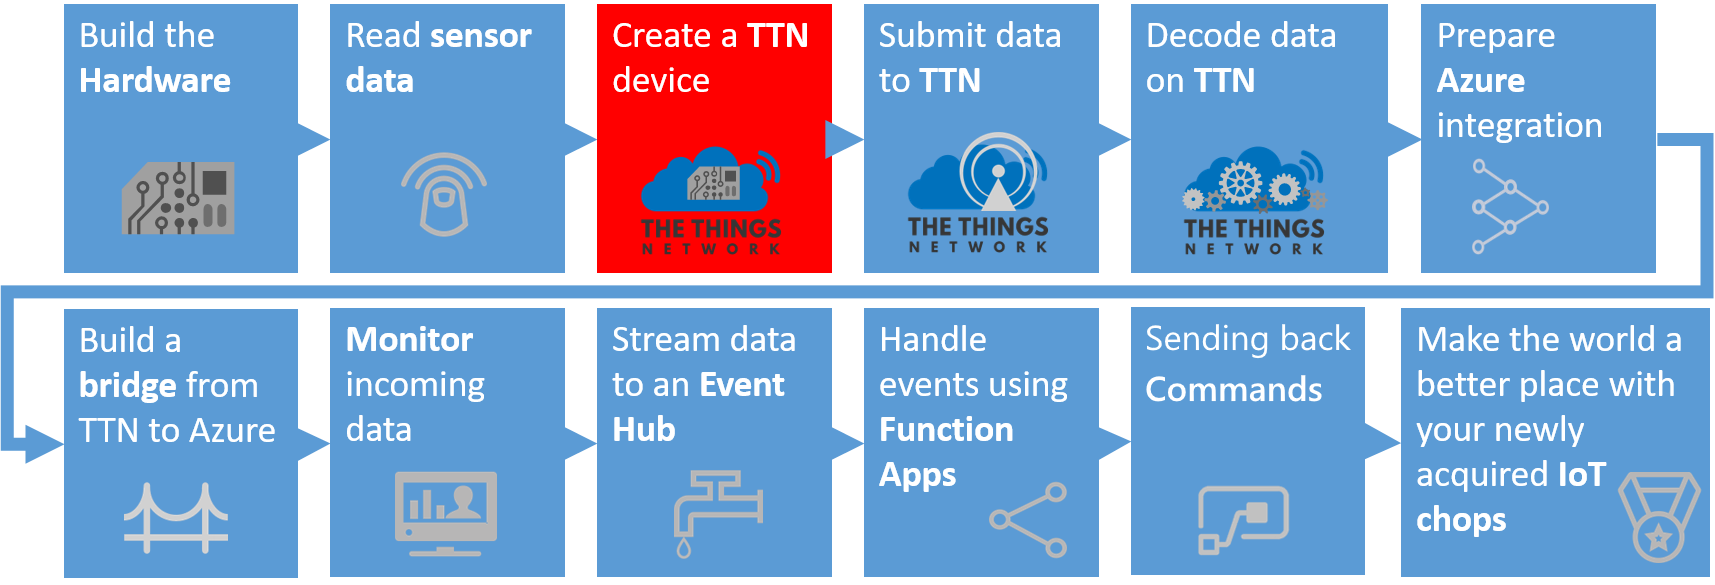 Build the
Hardware
Read sensor
data
Create a TTN
device
THE THINGS
NETWORK
Submit data
to TTN
THE THINGS
NETWORK
Decode data
on TTN
THE THINGS
NETWORK
Prepare
Azure
integration
Build a
bridge from
TTN to Azure
Monitor
incoming
data
Stream data
to an Event
Hub
Handle
events using
Function
Apps
Sending back
Commands
Make the world a
better place with
your newly
acquired IoT
chops